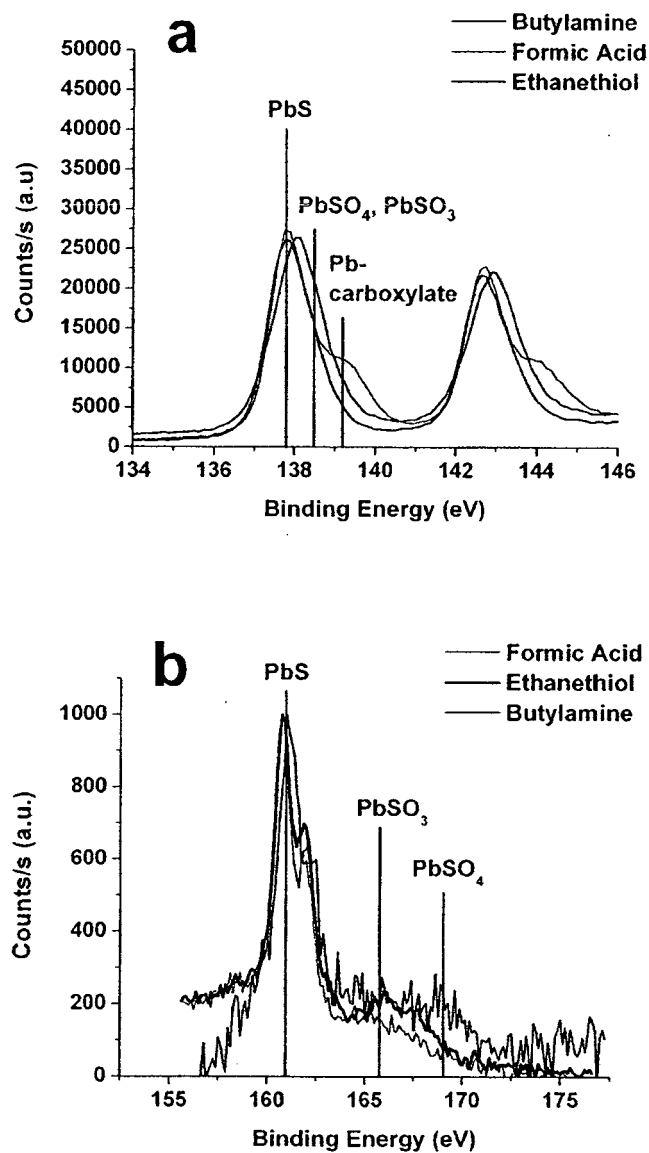 a
Butylamine
Formic Acid
Ethanethiol
50000
45000
40000
35000
30000
25000
20000
15000
10000
5000
0
Counts/s (a.u)
PbS
PbSO₄, PbSO₃
Pb-
carboxylate
134 136 138 140 142 144 146
Binding Energy (eV)
b
Formic Acid
Ethanethiol
Butylamine
PbS
1000
800
600
400
200
0
Counts/s (a.u.)
PbSO₃
PbSO₄
155 160 165 170 175
Binding Energy (eV)